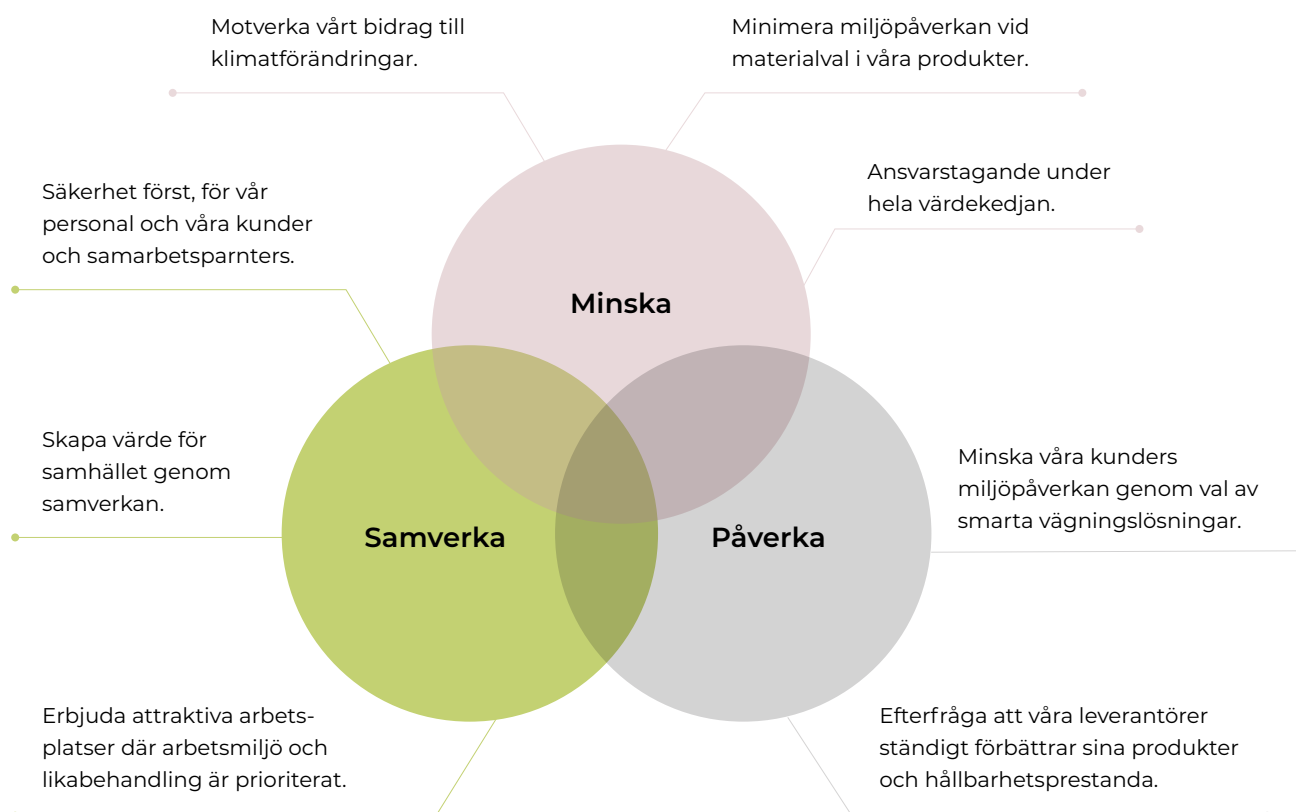 Motverka vårt bidrag till
klimatförändringar.
Minimera miljöpåverkan vid
materialval i våra produkter.
Ansvarstagande under
hela värdekedjan.
Säkerhet först, för vår
personal och våra kunder
och samarbetsparnters.
Minska
Skapa värde för
samhället genom
samverkan.
Samverka
Påverka
Minska våra kunders
miljöpåverkan genom val av
smarta vägningslösningar.
Erbjuda attraktiva arbets-
platser där arbetsmiljö och
likabehandling är prioriterat.
Efterfråga att våra leverantörer
ständigt förbättrar sina produkter
och hållbarhetsprestanda.